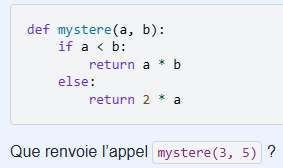 def mystere(a, b):
    if a < b:
        return a * b
    else:
        return 2 * a
Que renvoie l’appel mystere(3, 5) ?